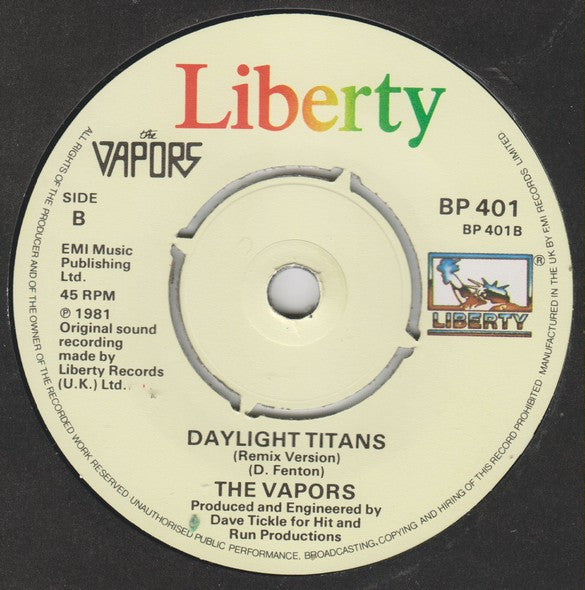 Liberty
the
VAPORS
SIDE
B
EMI Music
Publishing
Ltd.
45 RPM
℗ 1981
Original sound
recording
made by
Liberty Records
(U.K.) Ltd.
BP 401
BP 401B
®
LIBERTY
DAYLIGHT TITANS
(Remix Version)
(D. Fenton)
THE VAPORS
Produced and Engineered by
Dave Tickle for Hit and
Run Productions
ALL RIGHTS OF THE PRODUCER AND OF THE OWNER OF THE RECORDED WORK RESERVED UNAUTHORISED PUBLIC PERFORMANCE, BROADCASTING, COPYING AND HIRING OF THIS RECORD PROHIBITED. MANUFACTURED IN THE UK BY EMI RECORDS LIMITED